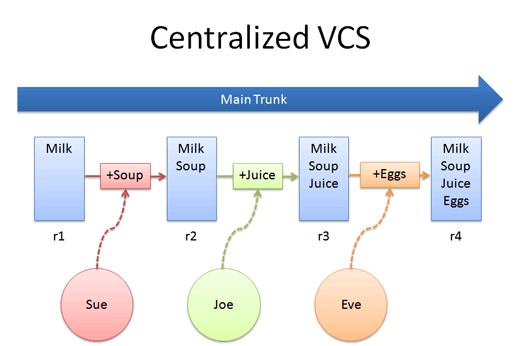 Centralized VCS
Main Trunk
Milk
+Soup
Milk
Soup
+Juice
Milk
Soup
Juice
+Eggs
Milk
Soup
Juice
Eggs
r1
r2
r3
r4
Sue
Joe
Eve